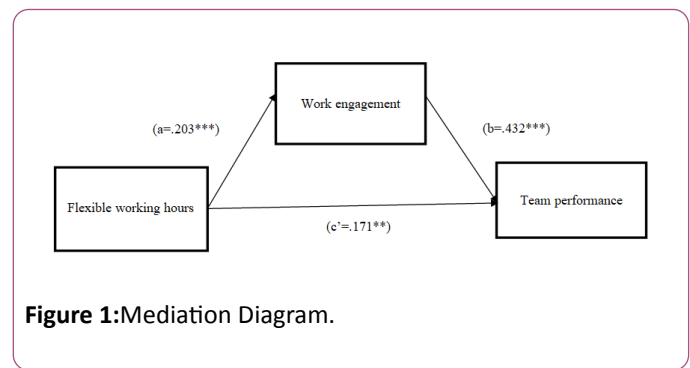 Work engagement
(a=.203***)
(b=.432***)
Flexible working hours
Team performance
(c'=.171**)
Figure 1:Mediation Diagram.